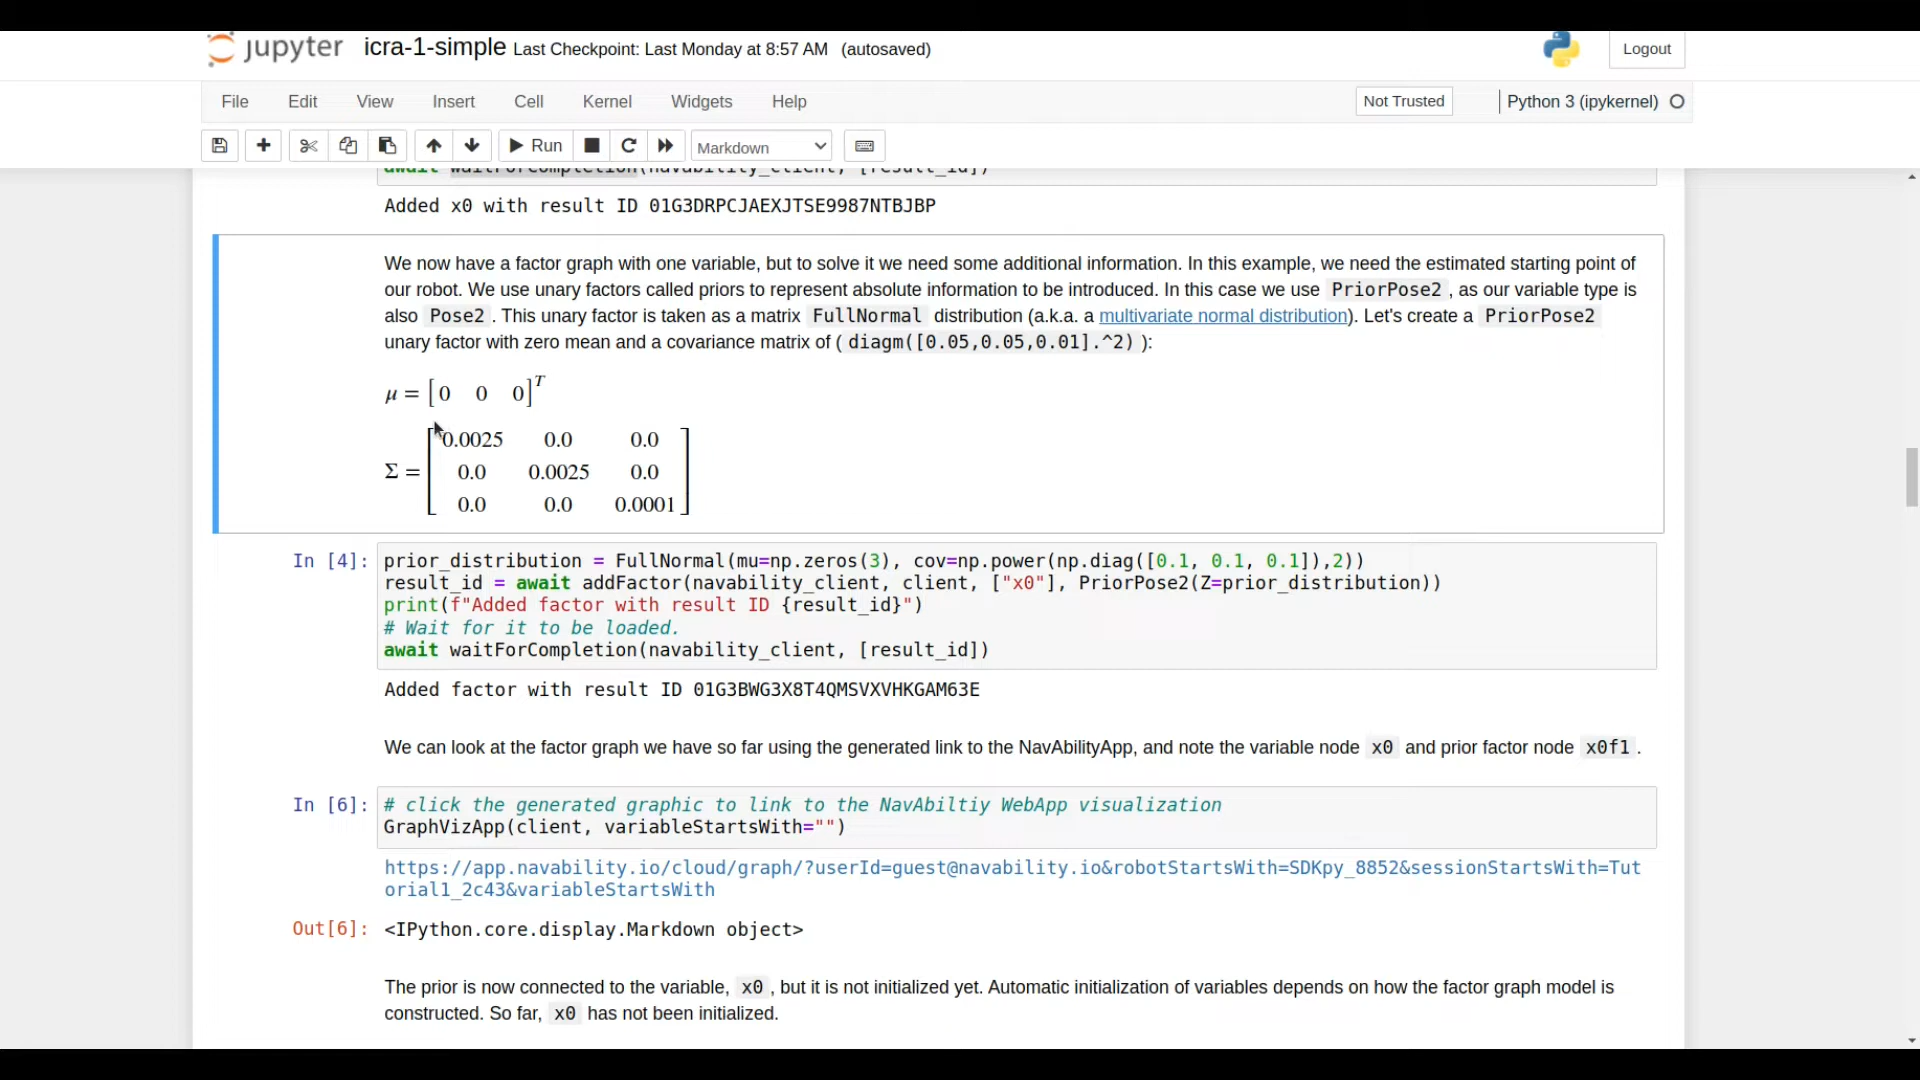 jupyter icra-1-simple Last Checkpoint: Last Monday at 8:57 AM (autosaved) Logout
File Edit View Insert Cell Kernel Widgets Help Not Trusted Python 3 (ipykernel)
Run Markdown
await waitForCompletion(navability_client, [result_id])
Added x0 with result ID 01G3DRPCJAEXJTSE9987NTBJBP
We now have a factor graph with one variable, but to solve it we need some additional information. In this example, we need the estimated starting point of
our robot. We use unary factors called priors to represent absolute information to be introduced. In this case we use PriorPose2 , as our variable type is
also Pose2 . This unary factor is taken as a matrix FullNormal distribution (a.k.a. a multivariate normal distribution). Let's create a PriorPose2
unary factor with zero mean and a covariance matrix of ( diagm([0.05,0.05,0.01].^2) ):
μ = [0 0 0]^T
0.0025 0.0 0.0
Σ = 0.0 0.0025 0.0
0.0 0.0 0.0001
In [4]: prior_distribution = FullNormal(mu=np.zeros(3), cov=np.power(np.diag([0.1, 0.1, 0.1]),2))
result_id = await addFactor(navability_client, client, ["x0"], PriorPose2(Z=prior_distribution))
print(f"Added factor with result ID {result_id}")
# Wait for it to be loaded.
await waitForCompletion(navability_client, [result_id])
Added factor with result ID 01G3BWG3X8T4QMSVXVHKGAM63E
We can look at the factor graph we have so far using the generated link to the NavAbilityApp, and note the variable node x0 and prior factor node x0f1 .
In [6]: # click the generated graphic to link to the NavAbiltiy WebApp visualization
GraphVizApp(client, variableStartsWith="")
https://app.navability.io/cloud/graph/?userId=guest@navability.io&robotStartsWith=SDKpy_8852&sessionStartsWith=Tut
orial1_2c43&variableStartsWith
Out[6]: <IPython.core.display.Markdown object>
The prior is now connected to the variable, x0 , but it is not initialized yet. Automatic initialization of variables depends on how the factor graph model is
constructed. So far, x0 has not been initialized.